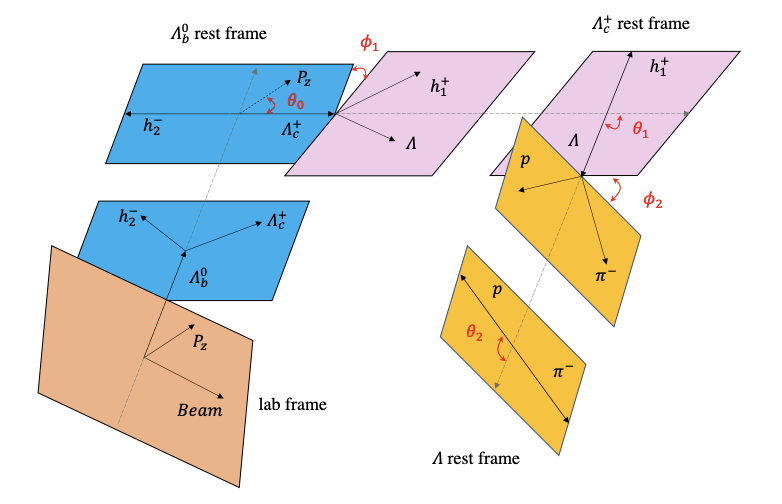 Λ_b^0 rest frame
Λ_c^+ rest frame
ϕ_1
P_z
θ_0
h_2^-
Λ_c^+
h_1^+
Λ
h_1^+
θ_1
Λ
p
ϕ_2
π^-
h_2^-
Λ_c^+
Λ_b^0
P_z
Beam
lab frame
p
θ_2
π^-
Λ rest frame